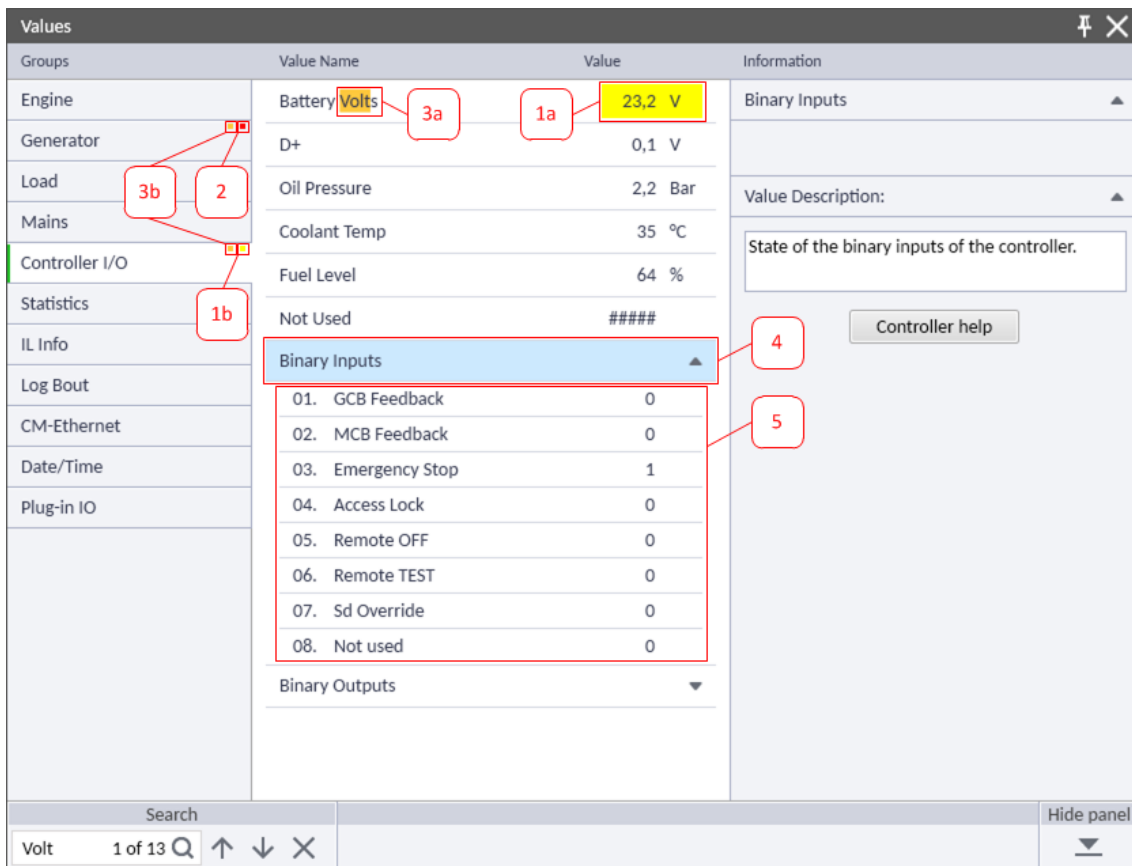 Values
Groups
Value Name
Value
Information
Engine
Generator
Load
Mains
Controller I/O
Statistics
IL Info
Log Bout
CM-Ethernet
Date/Time
Plug-in IO
3b
2
1b
Battery Volts
3a
1a
23,2 V
D+ 0,1 V
Oil Pressure 2,2 Bar
Coolant Temp 35 °C
Fuel Level 64 %
Not Used #####
Binary Inputs
4
01. GCB Feedback 0
02. MCB Feedback 0
03. Emergency Stop 1
04. Access Lock 0
05. Remote OFF 0
06. Remote TEST 0
07. Sd Override 0
08. Not used 0
5
Binary Outputs
Binary Inputs
Value Description:
State of the binary inputs of the controller.
Controller help
Search
Volt 1 of 13
Hide panel